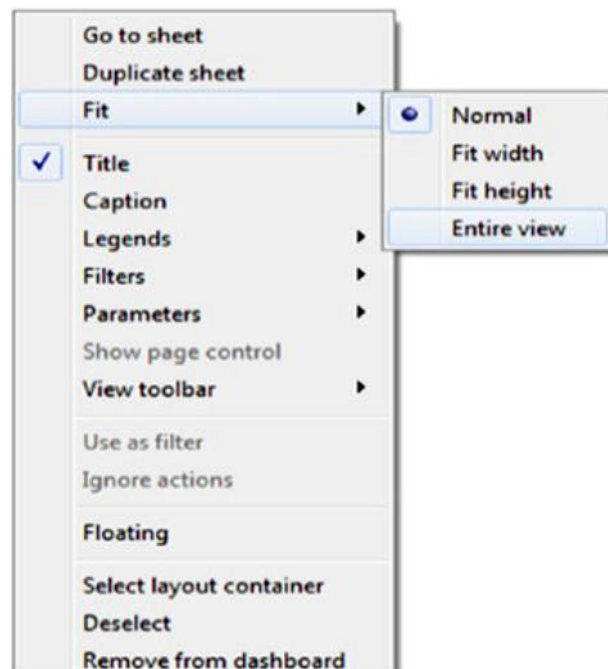 Go to sheet
Duplicate sheet
Fit
Normal
Fit width
Fit height
Entire view
Title
Caption
Legends
Filters
Parameters
Show page control
View toolbar
Use as filter
Ignore actions
Floating
Select layout container
Deselect
Remove from dashboard